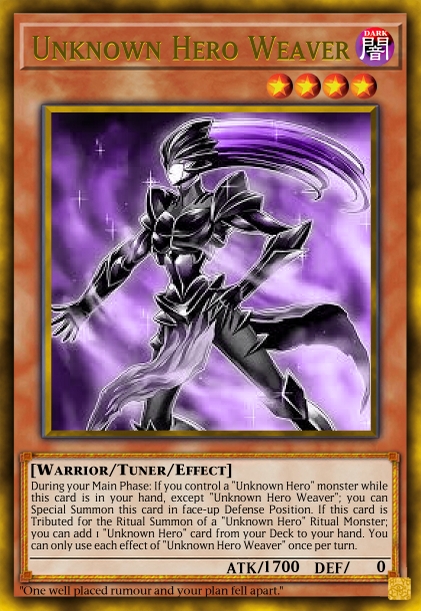 UNKNOWN HERO WEAVER
DARK
闇
[WARRIOR/TUNER/EFFECT]
During your Main Phase: If you control a "Unknown Hero" monster while
this card is in your hand, except "Unknown Hero Weaver"; you can
Special Summon this card in face-up Defense Position. If this card is
Tributed for the Ritual Summon of a "Unknown Hero" Ritual Monster;
you can add 1 "Unknown Hero" card from your Deck to your hand. You
can only use each effect of "Unknown Hero Weaver" once per turn.
ATK/1700 DEF/ 0
"One well placed rumour and your plan fell apart."